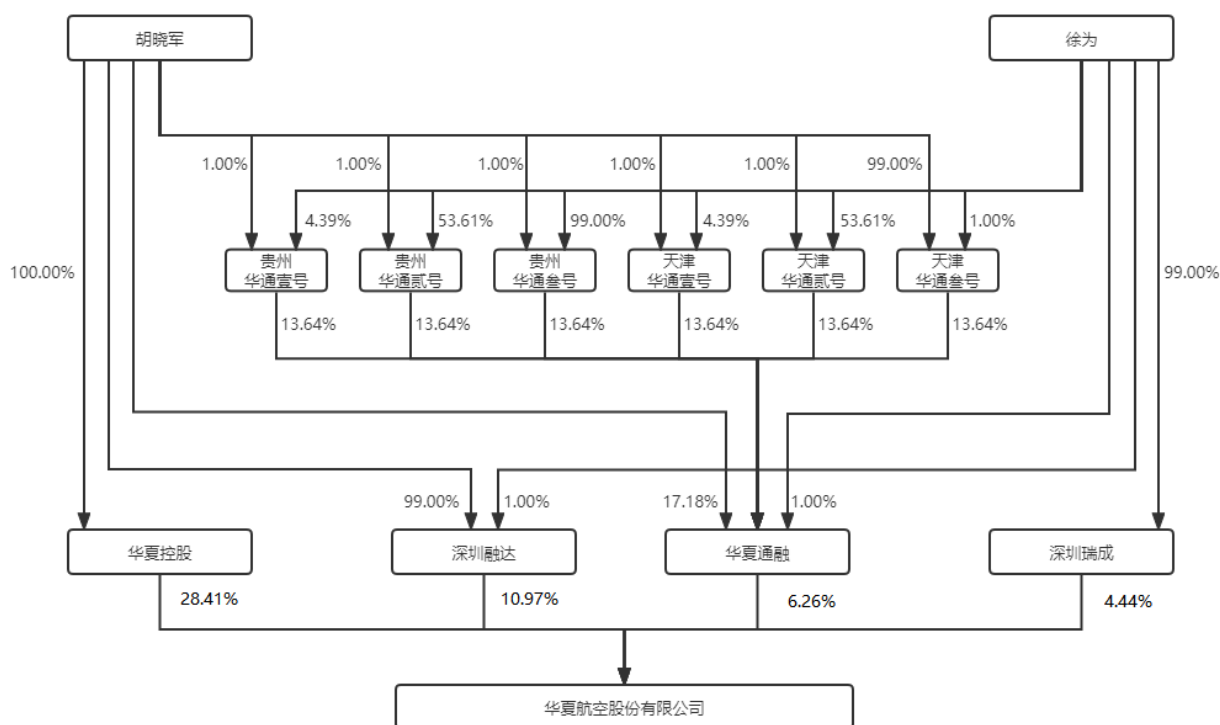 胡晓军
徐为
1.00%
1.00%
1.00%
1.00%
1.00%
99.00%
4.39%
53.61%
99.00%
4.39%
53.61%
1.00%
贵州
华通壹号
贵州
华通贰号
贵州
华通叁号
天津
华通壹号
天津
华通贰号
天津
华通叁号
100.00%
99.00%
13.64%
13.64%
13.64%
13.64%
13.64%
13.64%
99.00%
1.00%
17.18%
1.00%
华夏控股
深圳融达
华夏通融
深圳瑞成
28.41%
10.97%
6.26%
4.44%
华夏航空股份有限公司